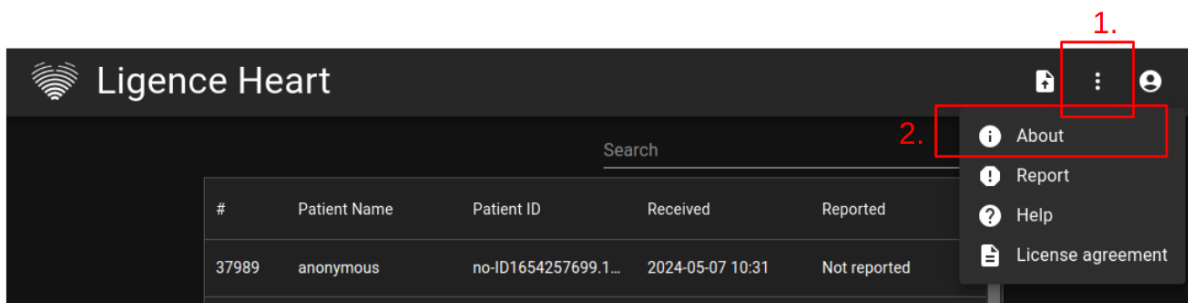 1.
Ligence Heart
2.
About
Search
Report
# Patient Name Patient ID Received Reported
Help
37989 anonymous no-ID1654257699.1... 2024-05-07 10:31 Not reported
License agreement